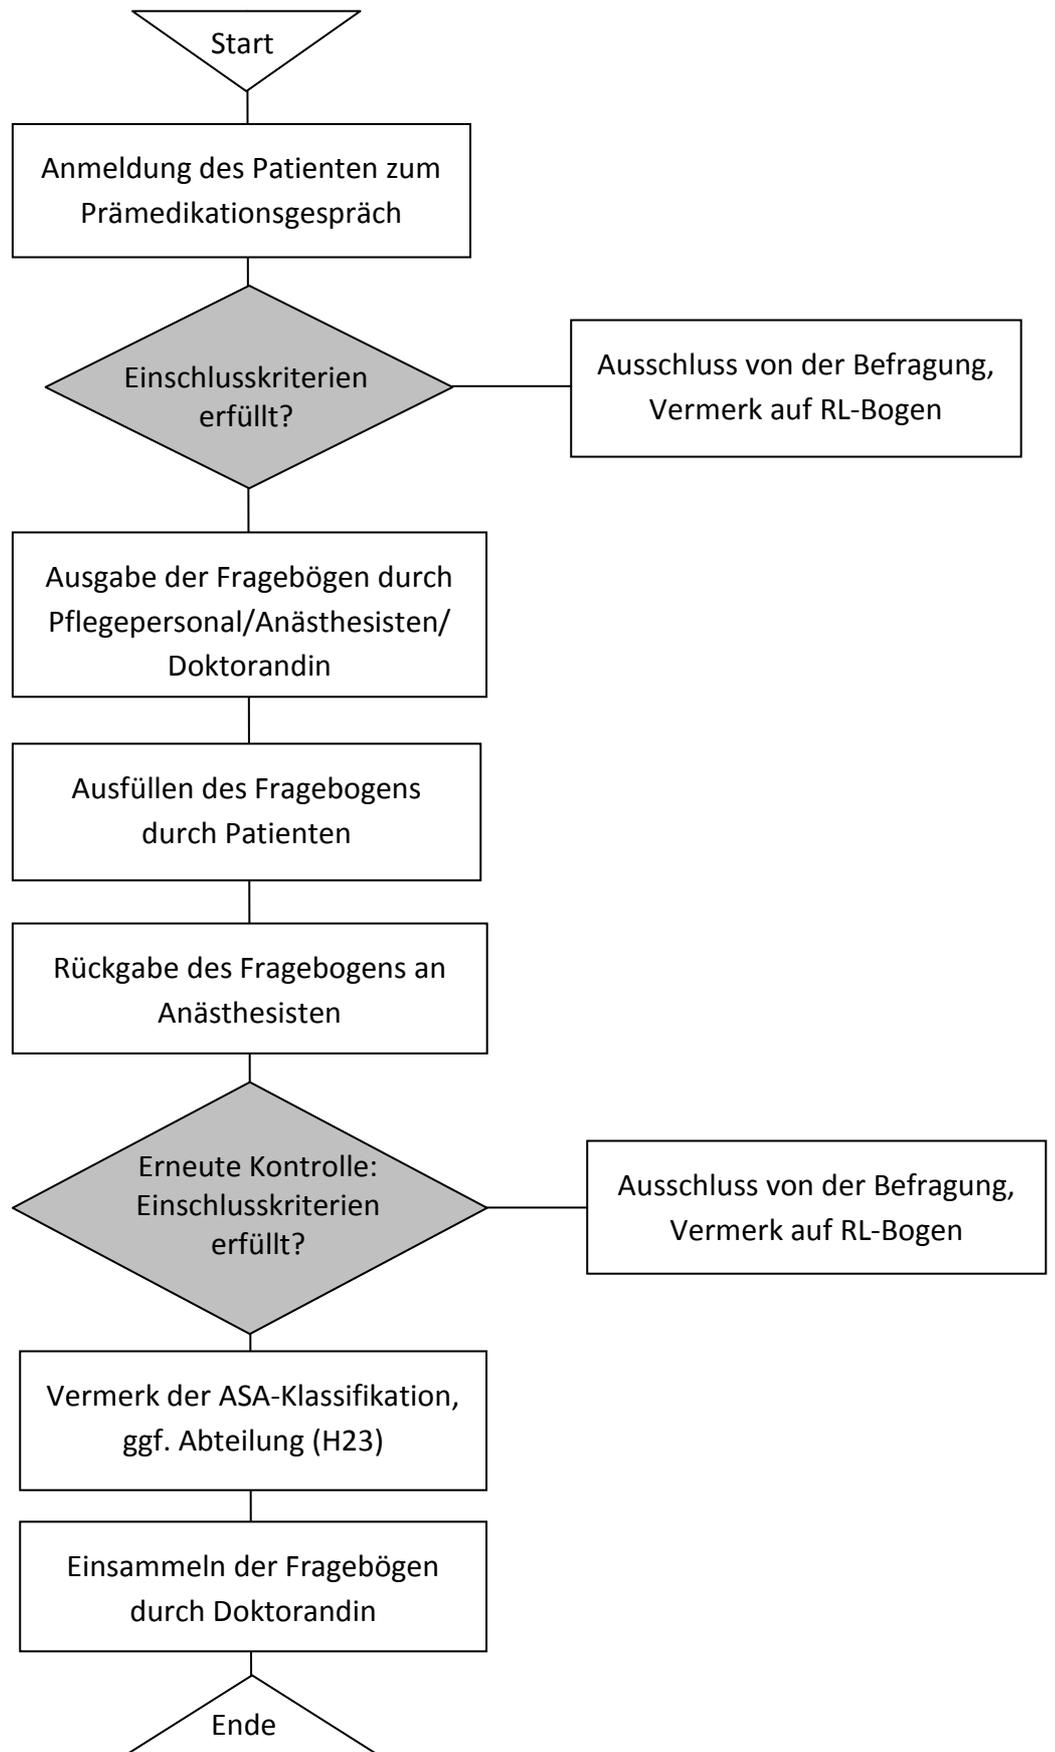 Start
Anmeldung des Patienten zum
Prämedikationsgespräch
Einschlusskriterien
erfüllt?
Ausschluss von der Befragung,
Vermerk auf RL-Bogen
Ausgabe der Fragebögen durch
Pflegepersonal/Anästhesisten/
Doktorandin
Ausfüllen des Fragebogens
durch Patienten
Rückgabe des Fragebogens an
Anästhesisten
Erneute Kontrolle:
Einschlusskriterien
erfüllt?
Ausschluss von der Befragung,
Vermerk auf RL-Bogen
Vermerk der ASA-Klassifikation,
ggf. Abteilung (H23)
Einsammeln der Fragebögen
durch Doktorandin
Ende